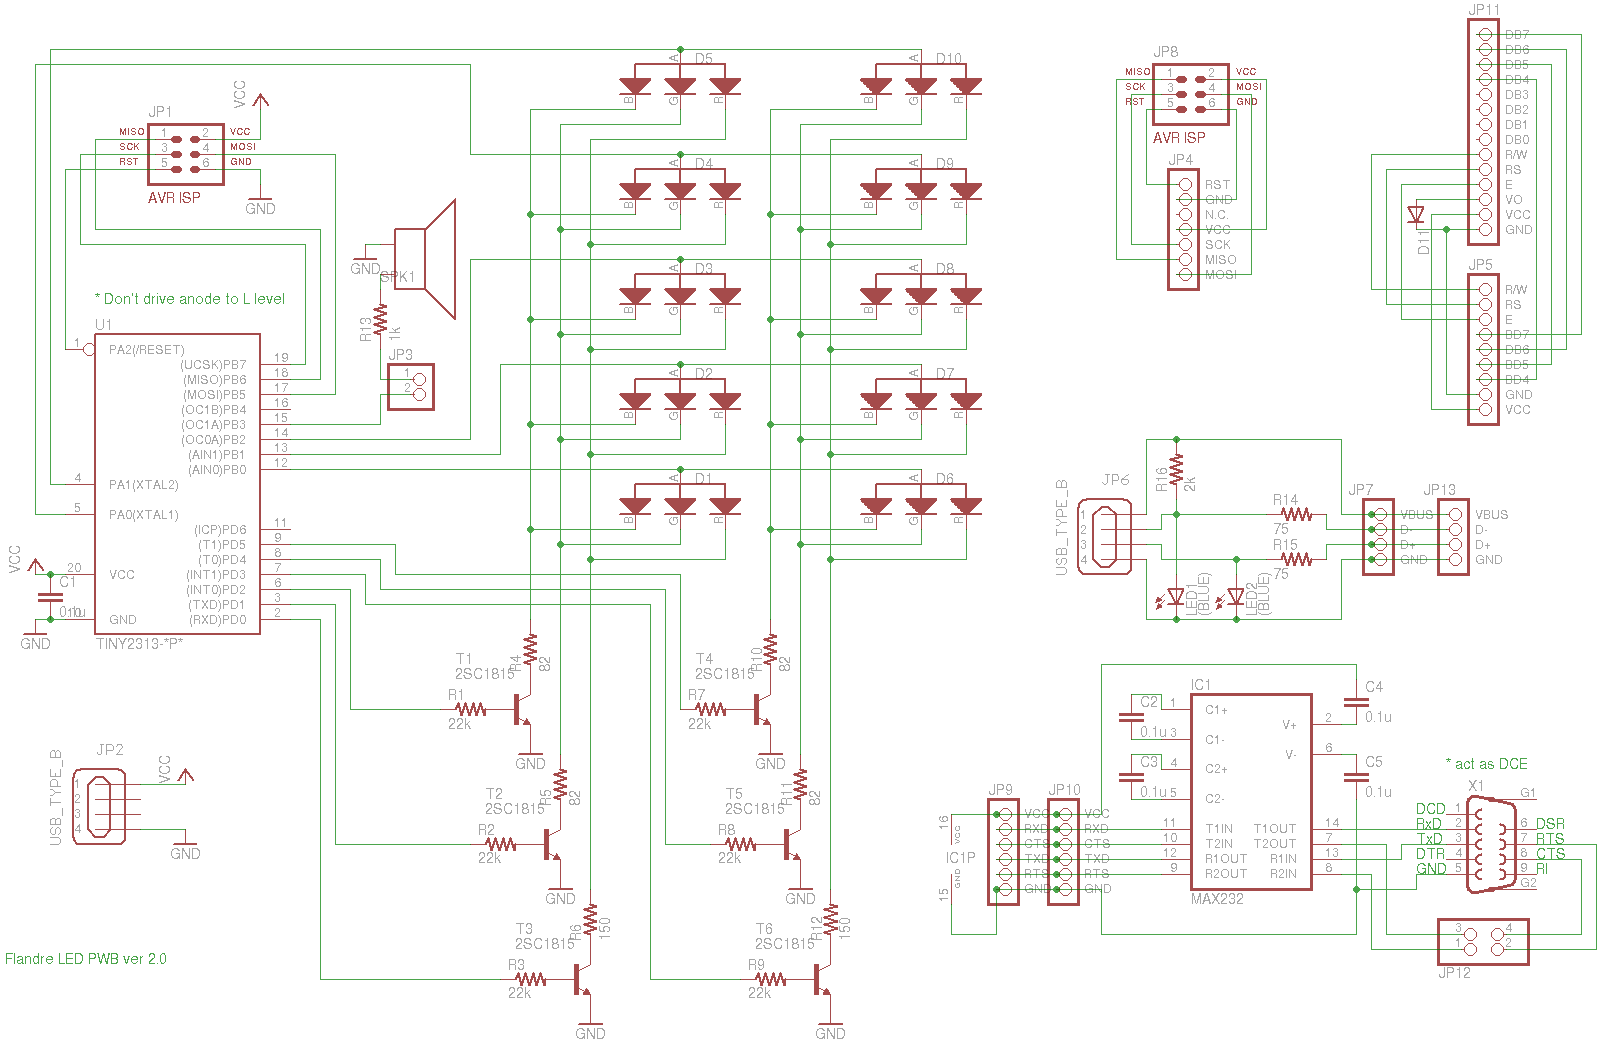 JP1
MISO 1 2 VCC
SCK 3 4 MOSI
RST 5 6 GND
AVR ISP
VCC
GND
* Don't drive anode to L level
U1
1 PA2(/RESET)
4 PA1(XTAL2)
5 PA0(XTAL1)
20 VCC
10 GND
(UCSK)PB7 19
(MISO)PB6 18
(MOSI)PB5 17
(OC1B)PB4 16
(OC1A)PB3 15
(OC0A)PB2 14
(AIN1)PB1 13
(AIN0)PB0 12
(ICP)PD6 11
(T1)PD5 9
(T0)PD4 8
(INT1)PD3 7
(INT0)PD2 6
(TXD)PD1 3
(RXD)PD0 2
TINY2313-*P*
VCC
C1
0.1u
GND
GND
SPK1
R13
1k
JP3
1
2
JP2
USB_TYPE_B
1
2
3
4
VCC
GND
Flandre LED PWB ver 2.0
D5
A
B G R
D10
A
B G R
D4
A
B G R
D9
A
B G R
D3
A
B G R
D8
A
B G R
D2
A
B G R
D7
A
B G R
D1
A
B G R
D6
A
B G R
T1
2SC1815
R4
82
R1
22k
GND
T4
2SC1815
R10
82
R7
22k
GND
T2
2SC1815
R5
82
R2
22k
GND
T5
2SC1815
R11
82
R8
22k
GND
T3
2SC1815
R6
150
R3
22k
GND
T6
2SC1815
R12
150
R9
22k
GND
JP8
MISO 1 2 VCC
SCK 3 4 MOSI
RST 5 6 GND
AVR ISP
JP4
RST
GND
N.C.
VCC
SCK
MISO
MOSI
JP11
DB7
DB6
DB5
DB4
DB3
DB2
DB1
DB0
R/W
RS
E
VO
VCC
GND
D11
JP5
R/W
RS
E
BD7
DB6
BD5
BD4
GND
VCC
JP6
USB_TYPE_B
1
2
3
4
R16
2k
R14
75
R15
75
LED1
(BLUE)
LED2
(BLUE)
JP7
VBUS
D-
D+
GND
JP13
VBUS
D-
D+
GND
IC1
C2
0.1u
C3
0.1u
1 C1+
3 C1-
4 C2+
5 C2-
V+ 2
V- 6
C4
0.1u
C5
0.1u
11 T1IN T1OUT 14
10 T2IN T2OUT 7
12 R1OUT R1IN 13
9 R2OUT R2IN 8
MAX232
JP9
VCC
RXD
CTS
TXD
RTS
GND
JP10
VCC
RXD
CTS
TXD
RTS
GND
16
VCC
IC1P
GND
15
* act as DCE
X1
G1
DCD 1
RxD 2 6 DSR
TxD 3 7 RTS
DTR 4 8 CTS
GND 5 9 RI
G2
3 4
1 2
JP12